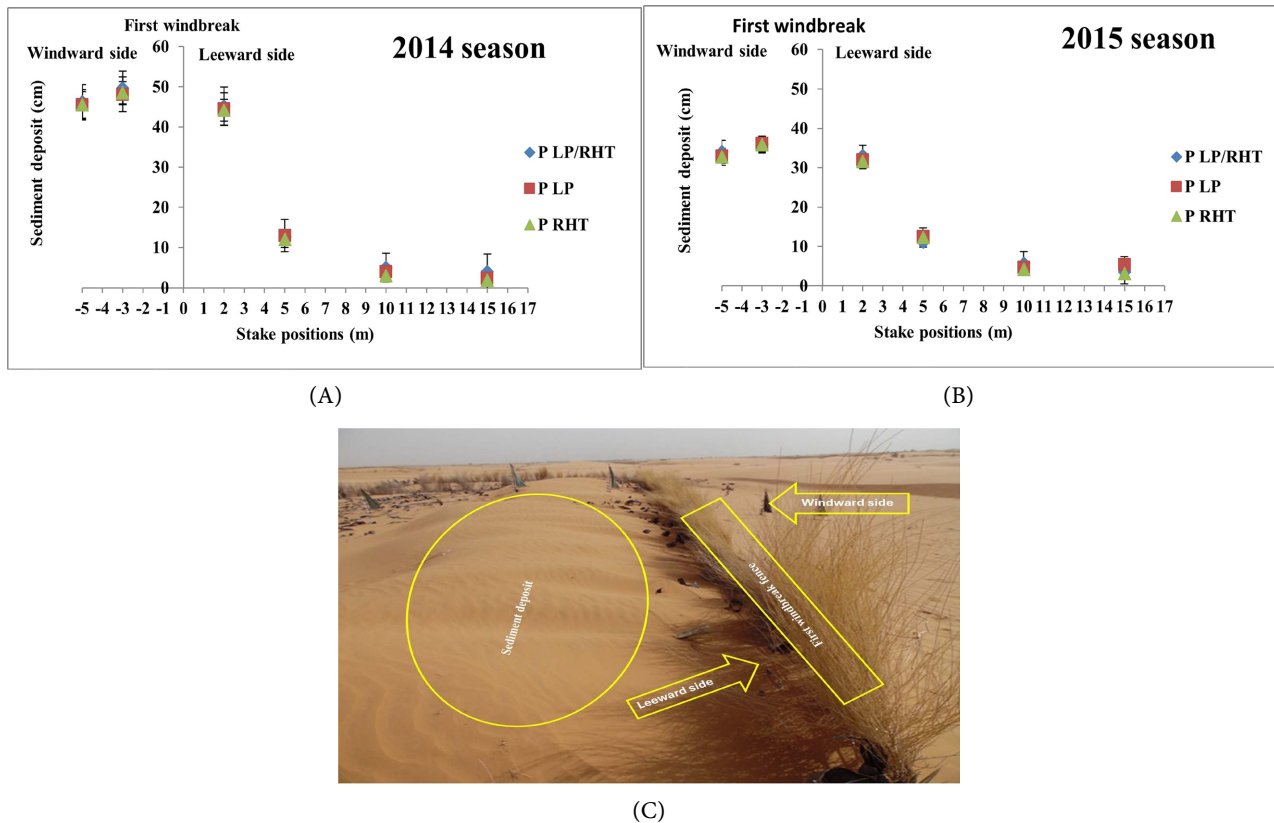 First windbreak
Windward side
Leeward side
2014 season
Sediment deposit (cm)
60
50
40
30
20
10
0
-5 -4 -3 -2 -1 0 1 2 3 4 5 6 7 8 9 10 11 12 13 14 15 16 17
Stake positions (m)
P LP/RHT
P LP
P RHT
(A)
First windbreak
Windward side
Leeward side
2015 season
Sediment deposit (cm)
60
50
40
30
20
10
0
-5 -4 -3 -2 -1 0 1 2 3 4 5 6 7 8 9 10 11 12 13 14 15 16 17
Stake positions (m)
P LP/RHT
P LP
P RHT
(B)
Windward side
First windbreak fence
Sediment deposit
Leeward side
(C)